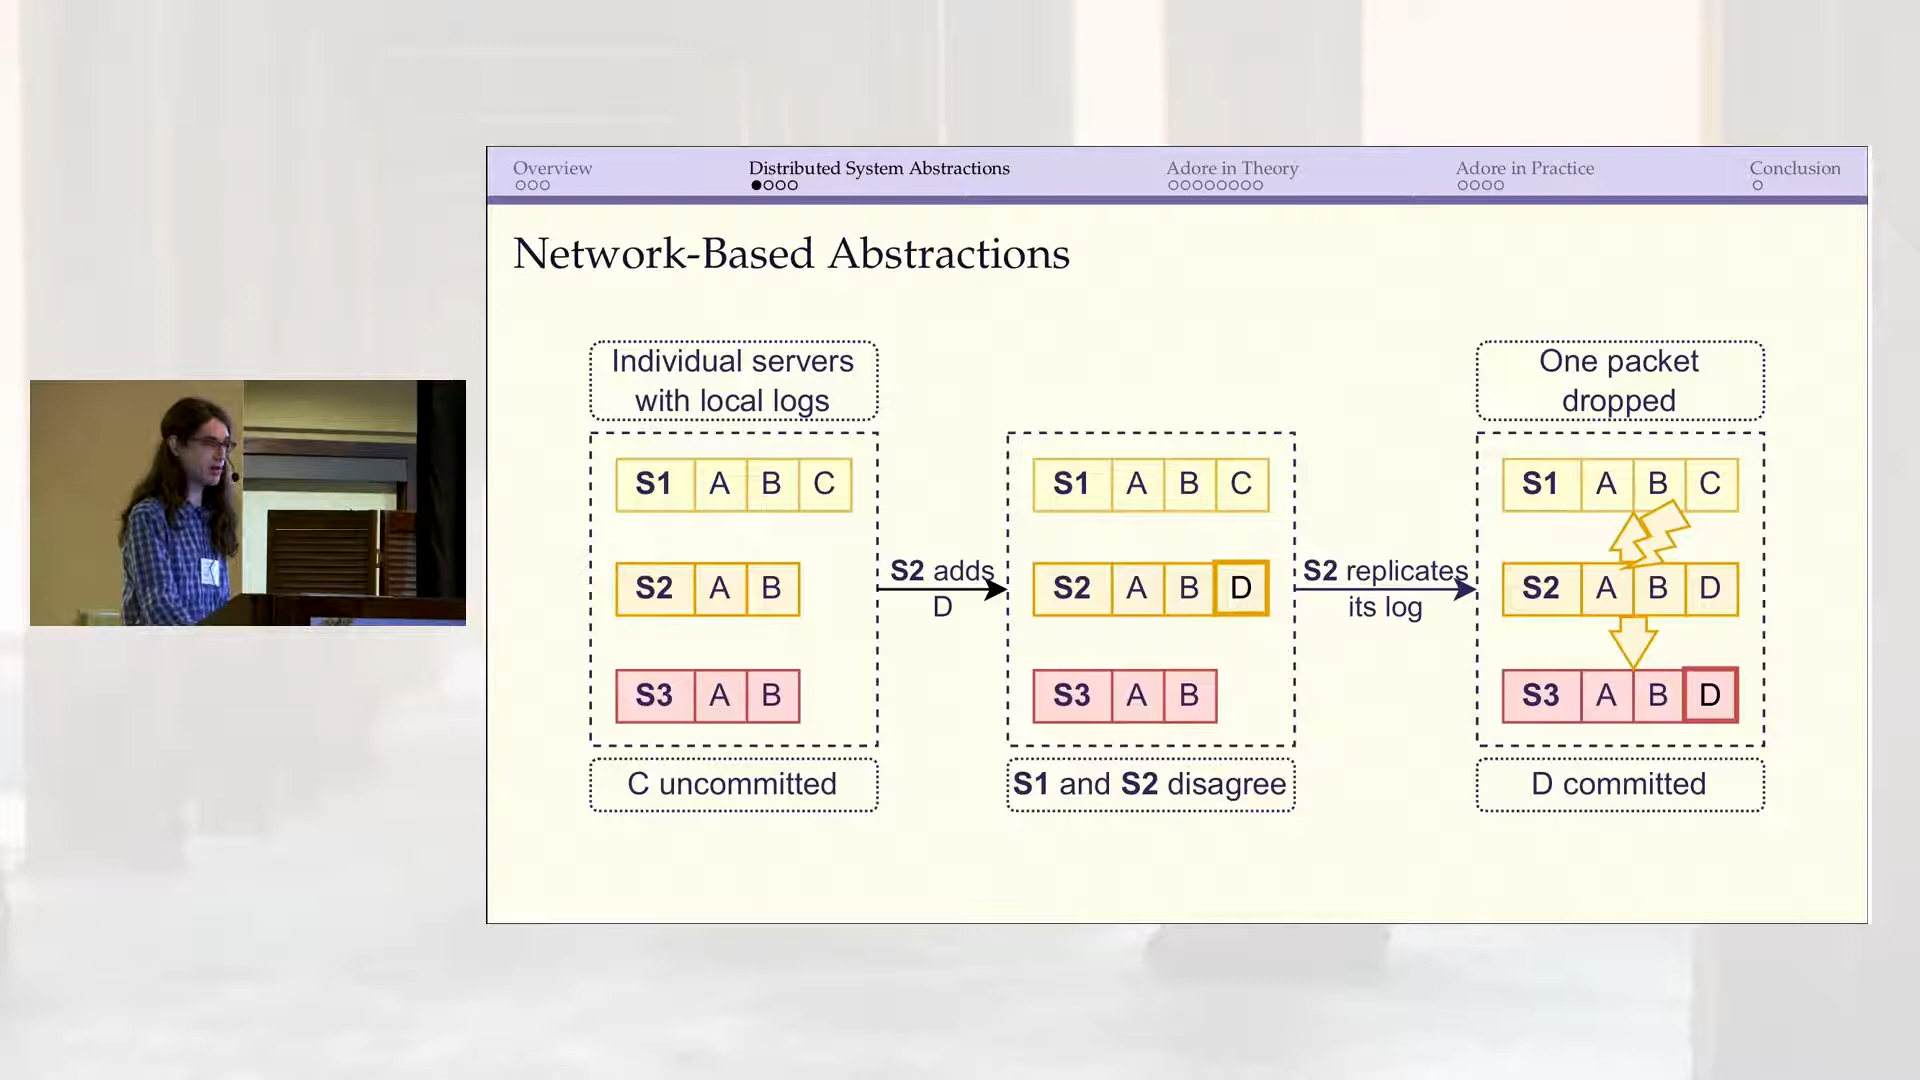 Overview
Distributed System Abstractions
Adore in Theory
Adore in Practice
Conclusion
Network-Based Abstractions
Individual servers
with local logs
S1 A B C
S2 A B
S3 A B
C uncommitted
S2 adds
D
S1 A B C
S2 A B D
S3 A B
S1 and S2 disagree
S2 replicates
its log
One packet
dropped
S1 A B C
S2 A B D
S3 A B D
D committed